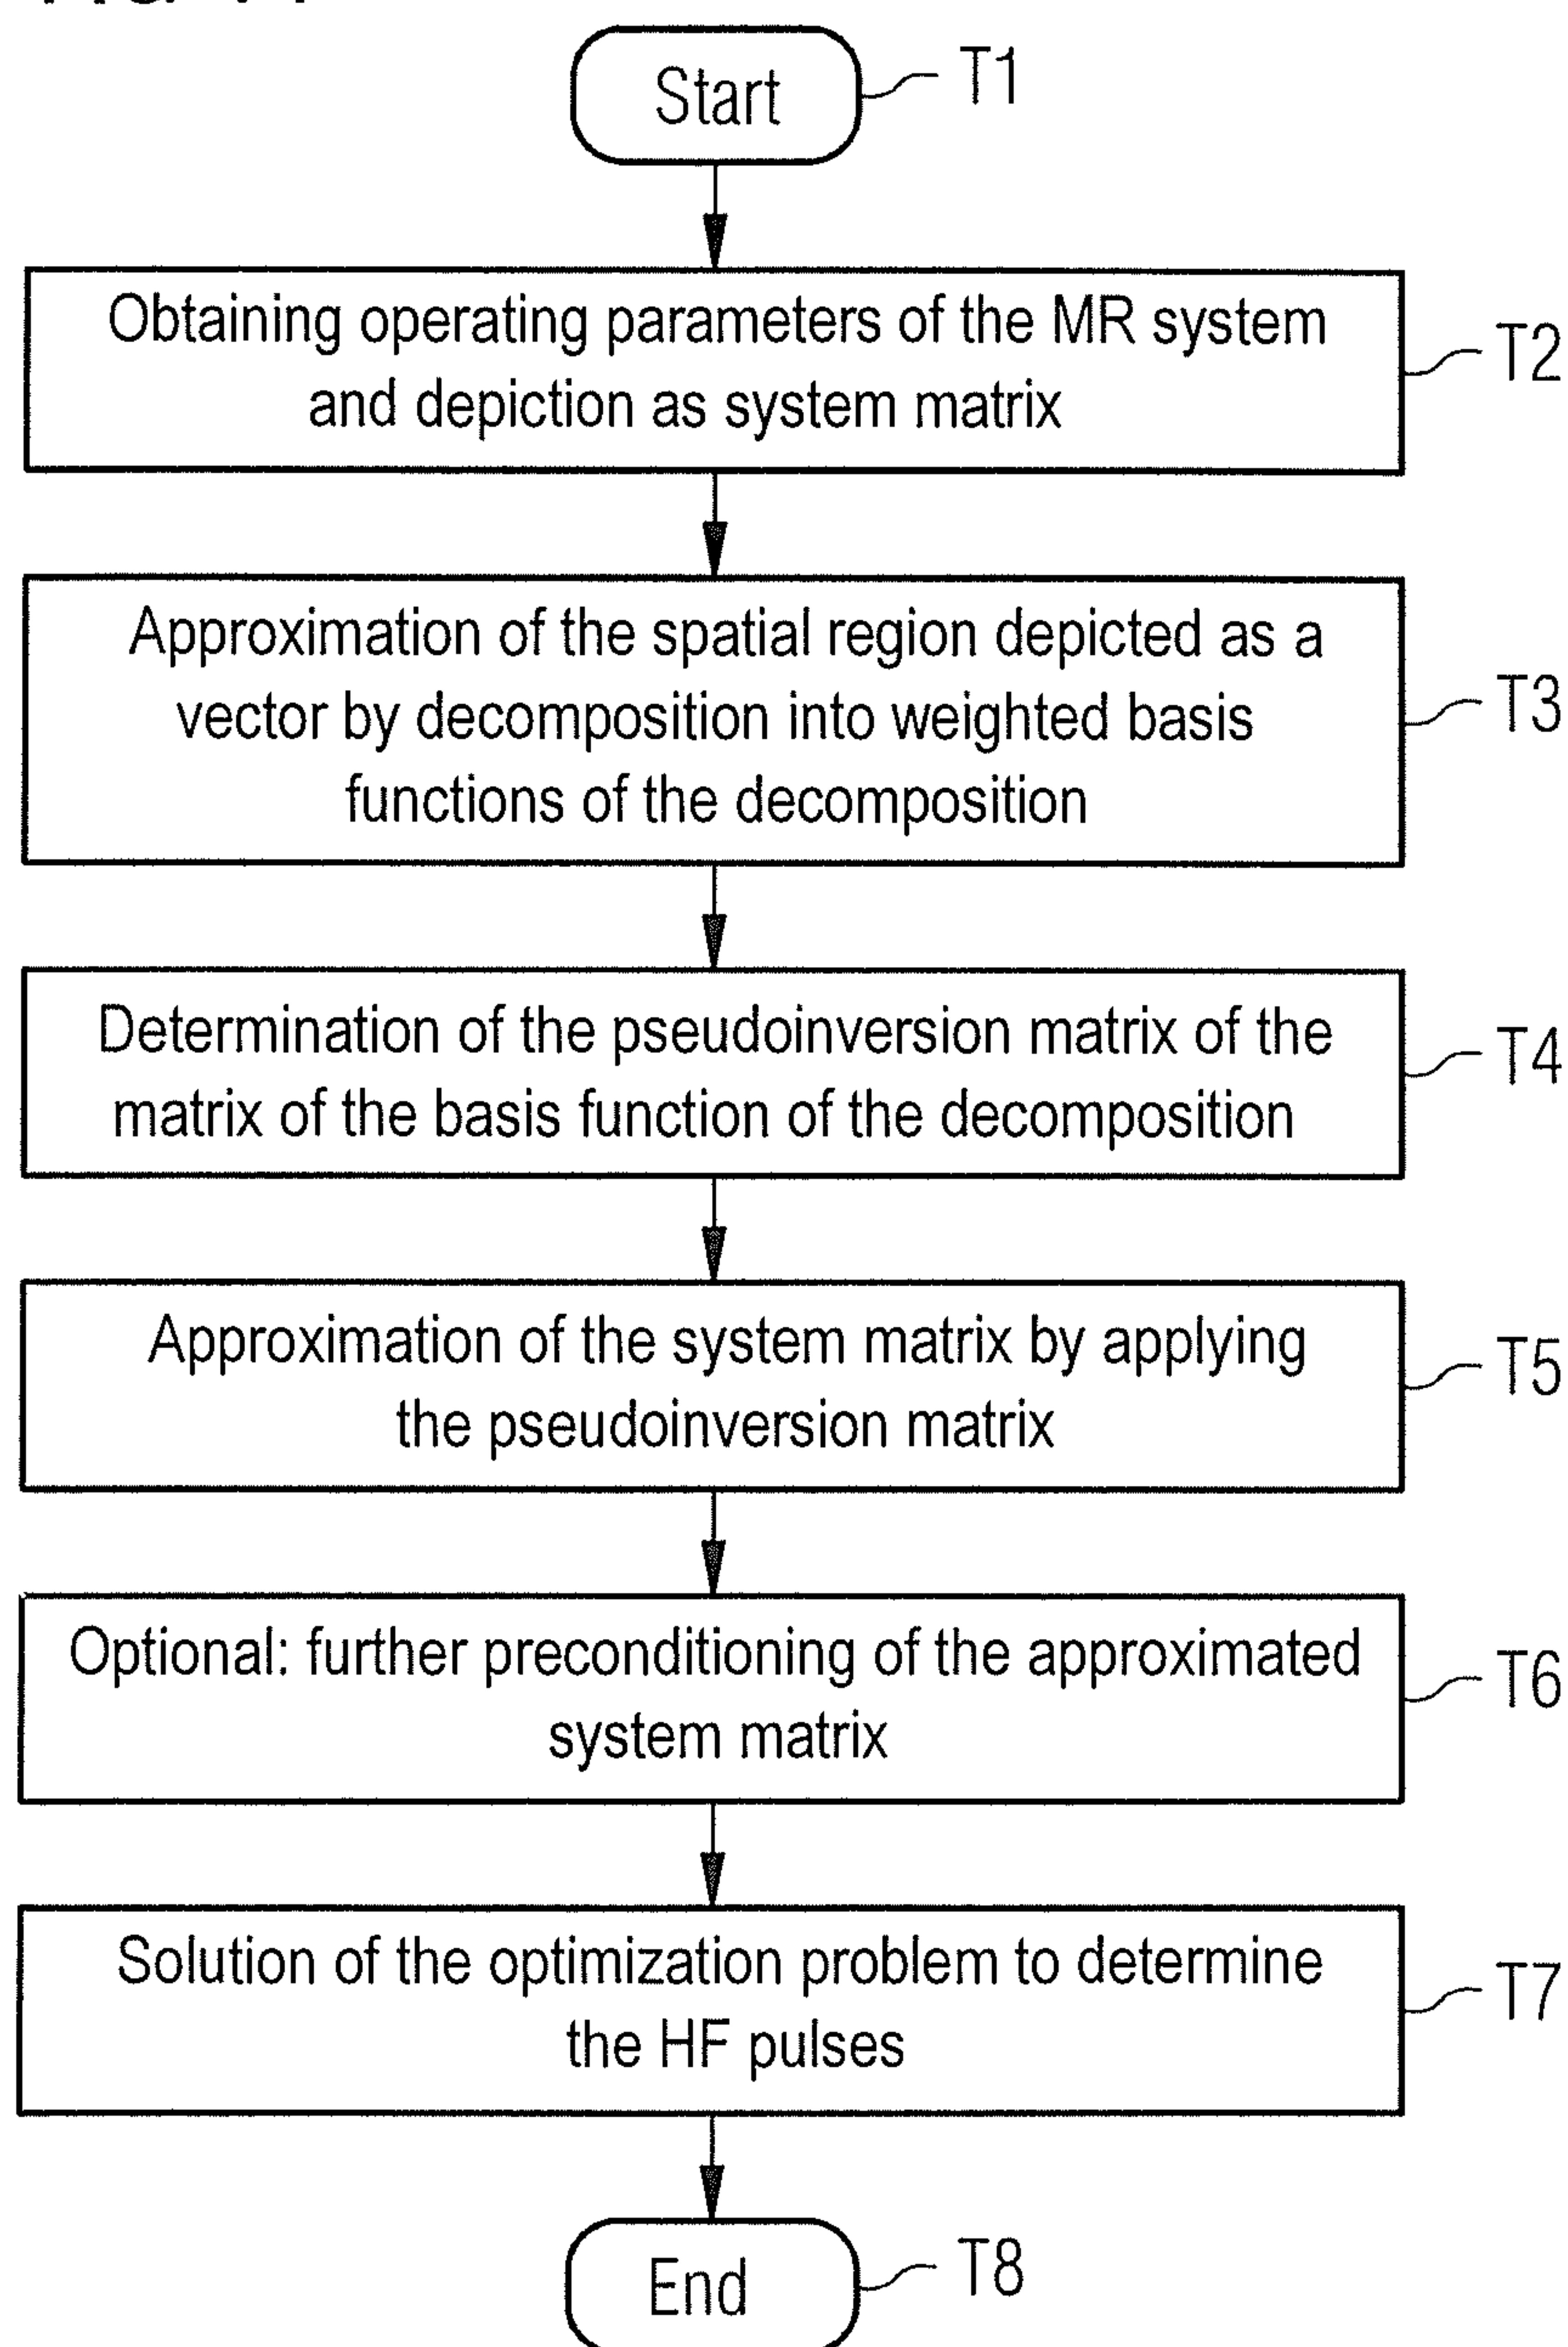 Start
T1
Obtaining operating parameters of the MR system
and depiction as system matrix
T2
Approximation of the spatial region depicted as a
vector by decomposition into weighted basis
functions of the decomposition
T3
Determination of the pseudoinversion matrix of the
matrix of the basis function of the decomposition
T4
Approximation of the system matrix by applying
the pseudoinversion matrix
T5
Optional: further preconditioning of the approximated
system matrix
T6
Solution of the optimization problem to determine
the HF pulses
T7
End
T8